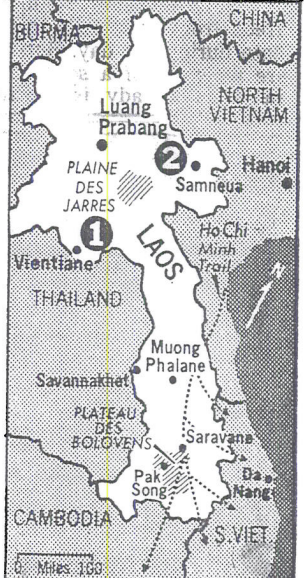 BURMA
CHINA
Luang
Prabang
NORTH
VIETNAM
2
Hanoi
PLAINE
DES
JARRES
Samneua
1
LAOS
Ho Chi
Minh
Trail
Vientiane
THAILAND
N
Muong
Phalane
Savannakhet
PLATEAU
DES
BOLOVENS
Saravane
Pak
Song
Da
Nang
CAMBODIA
S.VIET.
0 Miles 100